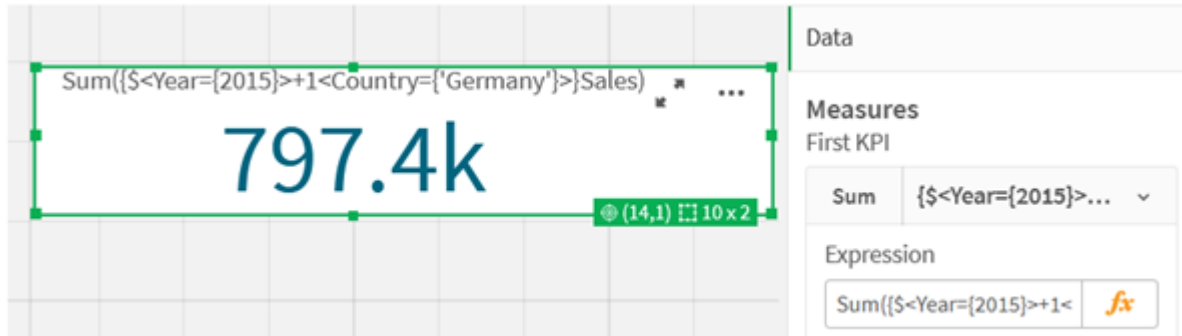 Sum({$<Year={2015}>+1<Country={'Germany'}>}Sales)
797.4k
(14,1) 10 x 2
Data
Measures
First KPI
Sum {$<Year={2015}>...
Expression
Sum({$<Year={2015}>+1< fx